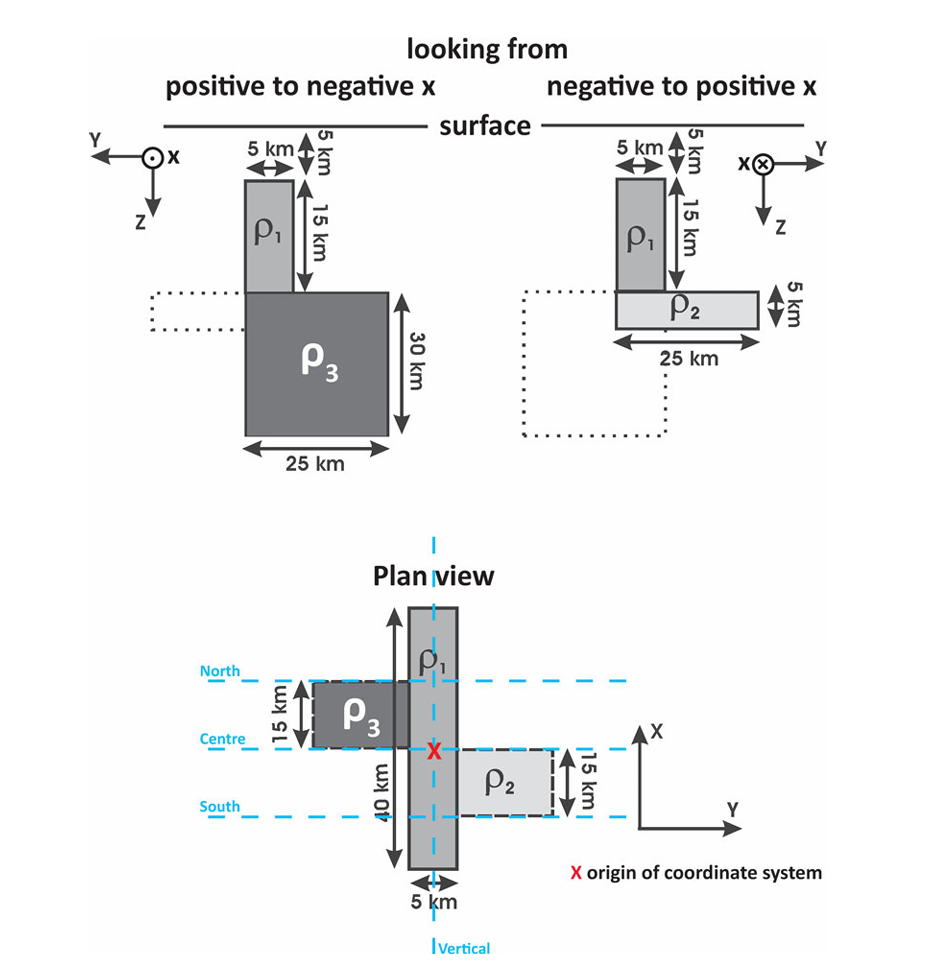 looking from
positive to negative x
negative to positive x
surface
Y
X
Z
5 km
5 km
15 km
ρ1
ρ3
30 km
25 km
X
Y
Z
5 km
5 km
15 km
ρ1
ρ2
5 km
25 km
Plan view
North
Centre
South
15 km
ρ3
ρ1
X
40 km
ρ2
15 km
X
Y
5 km
X origin of coordinate system
Vertical